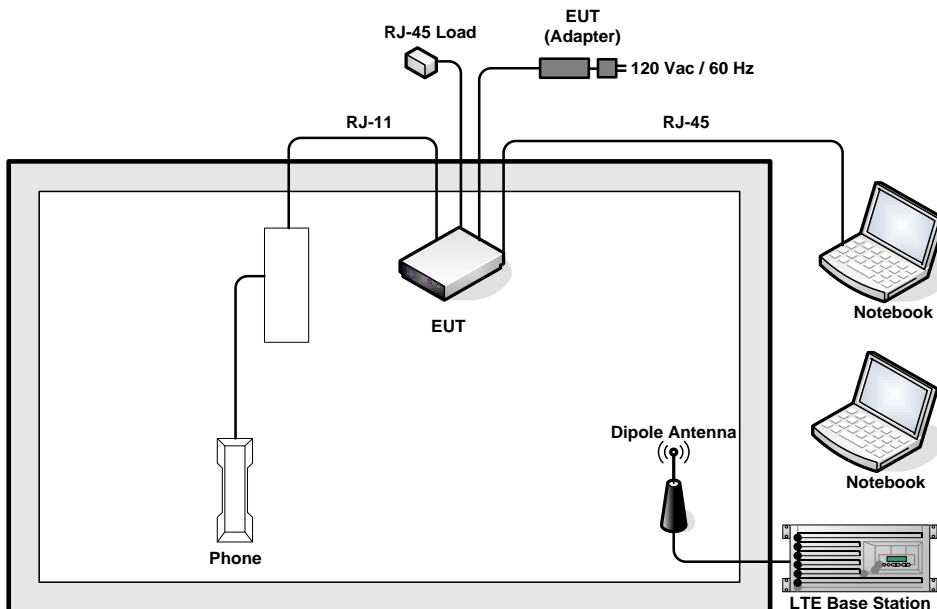 EUT
(Adapter)
RJ-45 Load
120 Vac / 60 Hz
RJ-11
RJ-45
EUT
Notebook
Dipole Antenna
Notebook
Phone
LTE Base Station